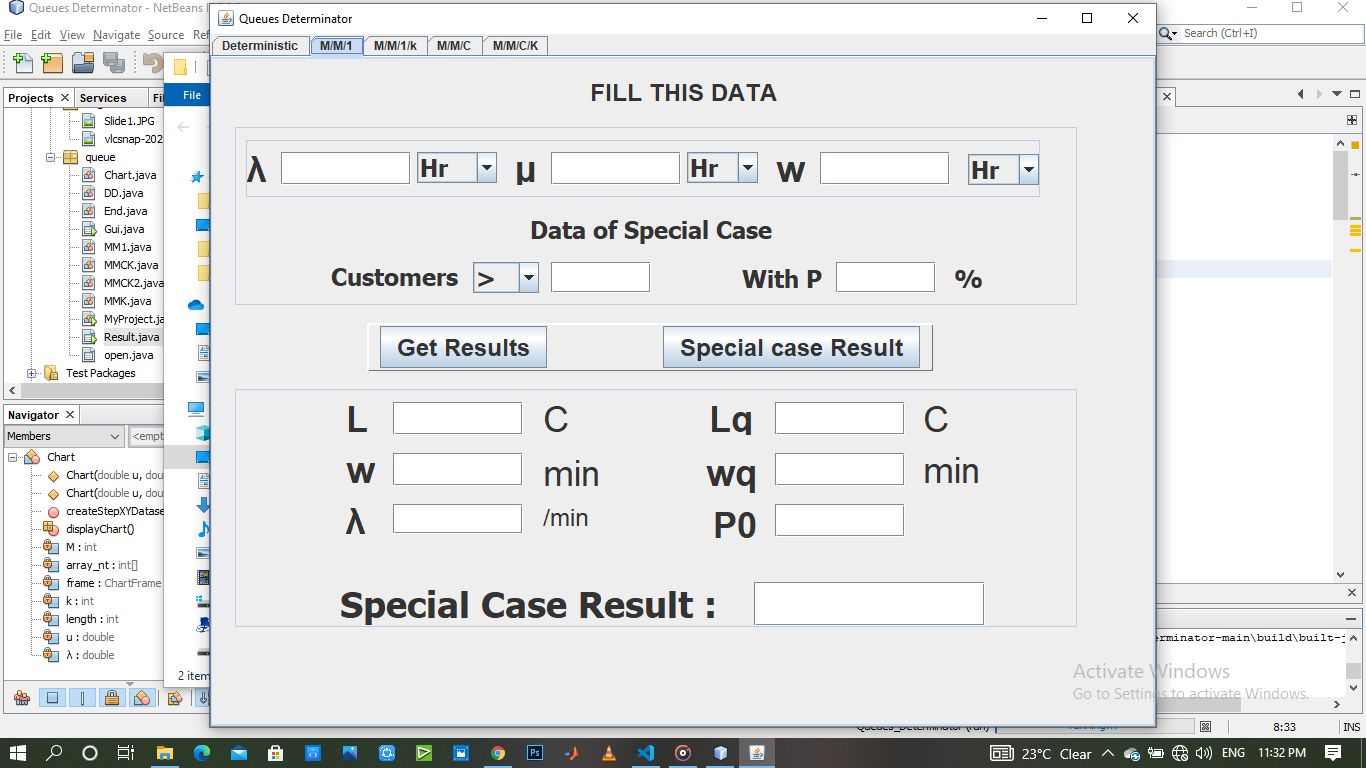 Queues Determinator - NetBeans
Queues Determinator
File Edit View Navigate Source Ref
Search (Ctrl+I)
Deterministic M/M/1 M/M/1/k M/M/C M/M/C/K
Projects Services
File
FILL THIS DATA
Slide1.JPG
vlcsnap-202
queue
Chart.java
DD.java
End.java
Gui.java
MM1.java
MMCK.java
MMCK2.java
MMK.java
MyProject.ja
Result.java
open.java
Test Packages
λ Hr μ Hr w Hr
Data of Special Case
Customers > With P %
Get Results Special case Result
L C Lq C
w min wq min
λ /min P0
Special Case Result :
Navigator
Members <empt
Chart
Chart(double u, dou
Chart(double u, dou
createStepXYDatase
displayChart()
M : int
array_nt : int[]
frame : ChartFrame
k : int
length : int
u : double
λ : double
2 item
erminator-main\build\built-j
Activate Windows
Go to Settings to activate Windows.
Queues_Determinator (run) running...
8:33 INS
23°C Clear ENG 11:32 PM